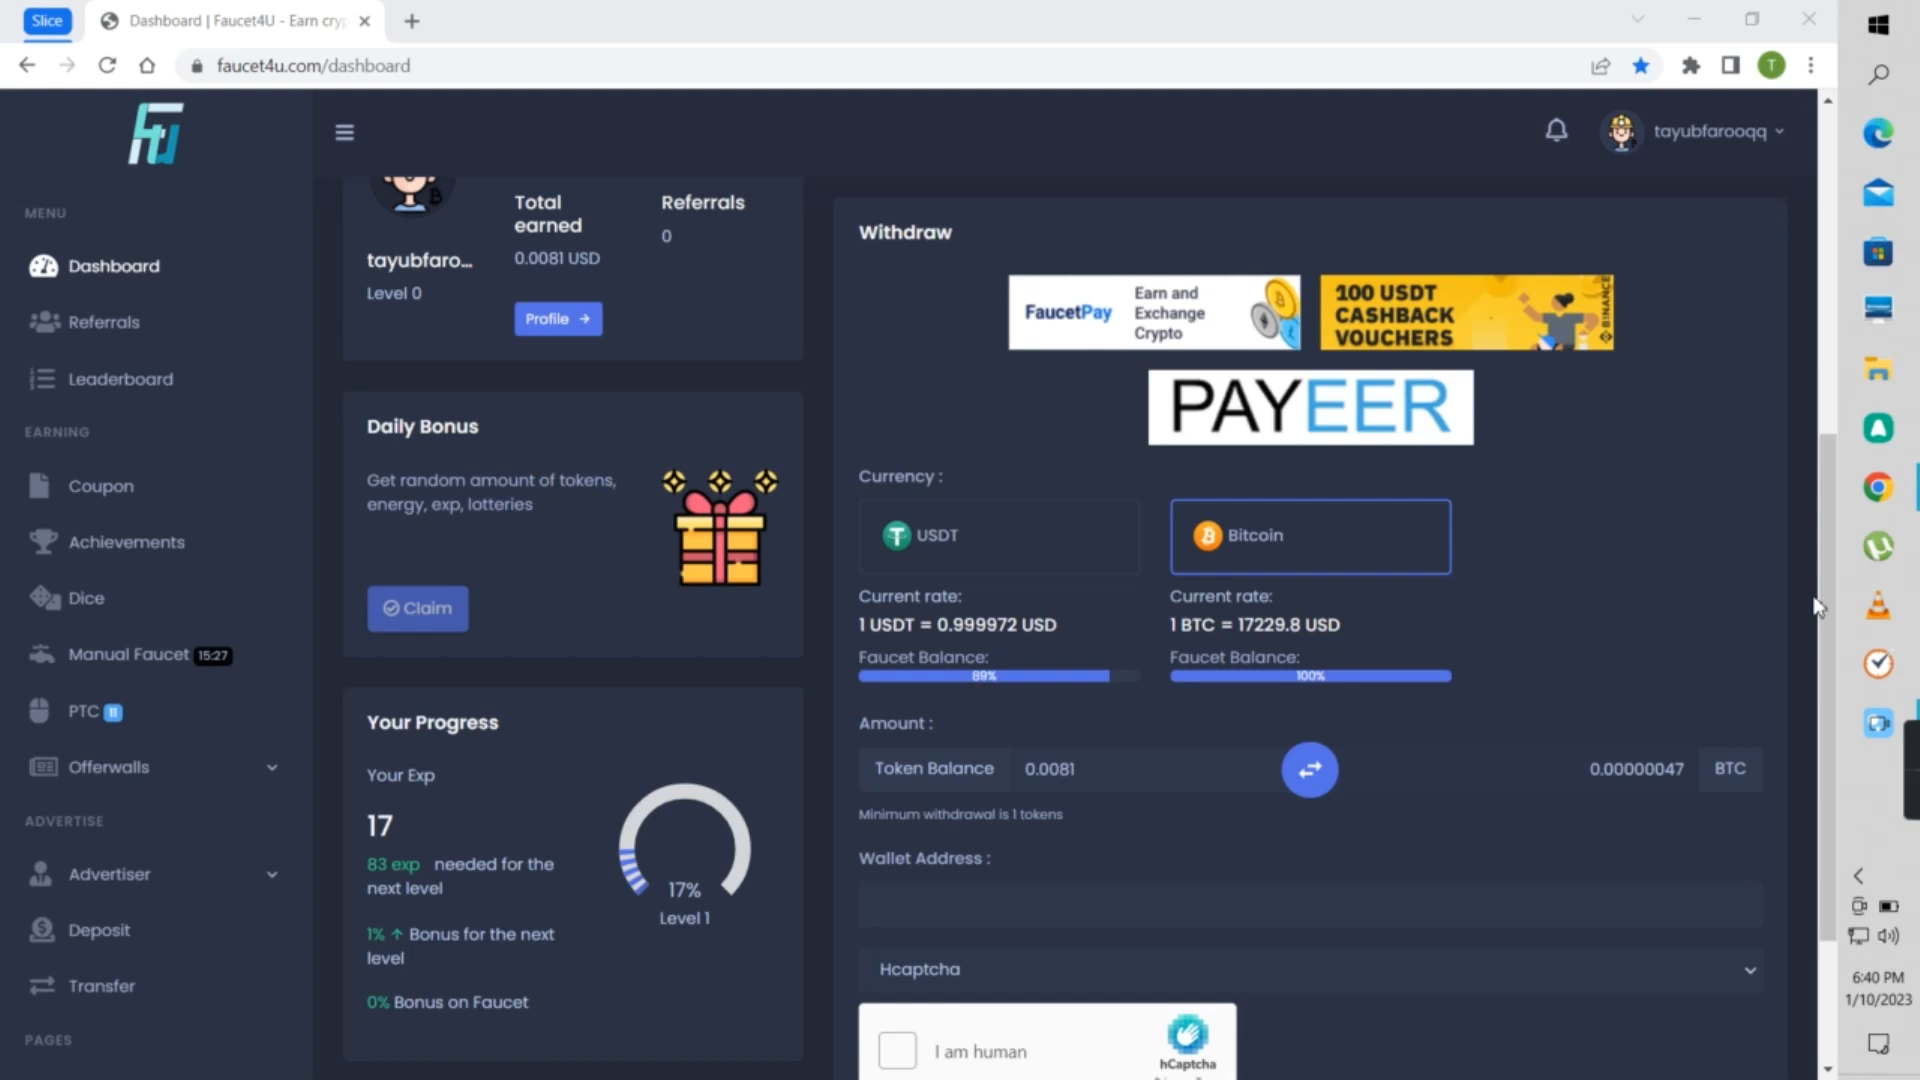 Slice
Dashboard | Faucet4U - Earn cryp
faucet4u.com/dashboard
T
tayubfarooqq
MENU
Dashboard
Referrals
Leaderboard
EARNING
Coupon
Achievements
Dice
Manual Faucet 15:27
PTC 11
Offerwalls
ADVERTISE
Advertiser
Deposit
Transfer
PAGES
tayubfaro...
Level 0
Total
earned
0.0081 USD
Referrals
0
Profile
Daily Bonus
Get random amount of tokens,
energy, exp, lotteries
Claim
Your Progress
Your Exp
17
83 exp needed for the
next level
1% ↑ Bonus for the next
level
0% Bonus on Faucet
17%
Level 1
Withdraw
FaucetPay
Earn and
Exchange
Crypto
100 USDT
CASHBACK
VOUCHERS
BINANCE
PAYEER
Currency :
USDT
Bitcoin
Current rate:
1 USDT = 0.999972 USD
Faucet Balance:
89%
Current rate:
1 BTC = 17229.8 USD
Faucet Balance:
100%
Amount :
Token Balance 0.0081
0.00000047 BTC
Minimum withdrawal is 1 tokens
Wallet Address :
Hcaptcha
I am human
hCaptcha
6:40 PM
1/10/2023